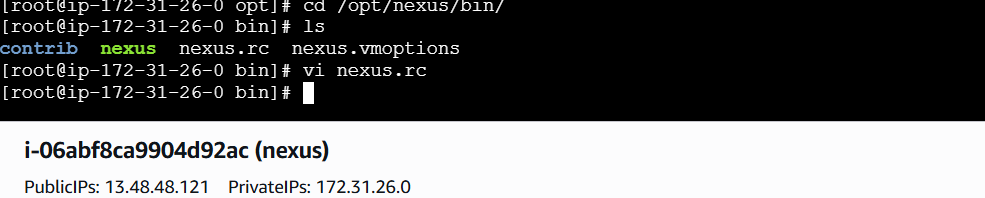 [root@ip-172-31-26-0 opt]# cd /opt/nexus/bin/
[root@ip-172-31-26-0 bin]# ls
contrib  nexus  nexus.rc  nexus.vmoptions
[root@ip-172-31-26-0 bin]# vi nexus.rc
[root@ip-172-31-26-0 bin]#
i-06abf8ca9904d92ac (nexus)
PublicIPs: 13.48.48.121    PrivateIPs: 172.31.26.0